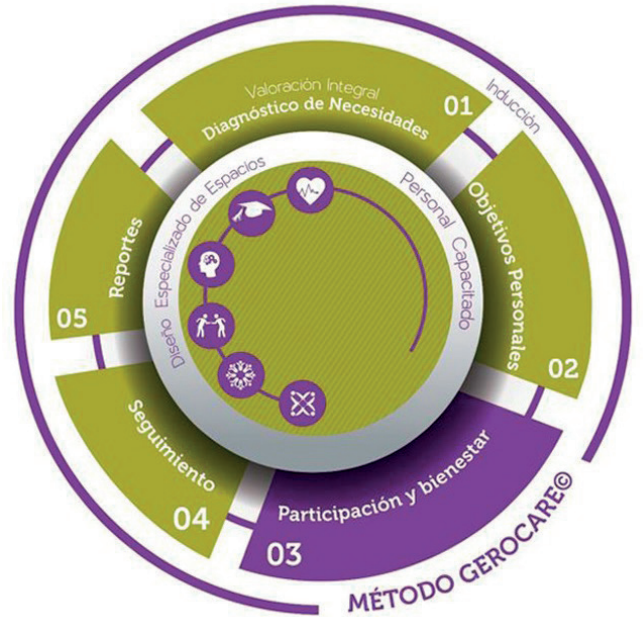 Valoración Integral
Diagnóstico de Necesidades
01
Inducción
Objetivos Personales
02
Participación y bienestar
03
Seguimiento
04
Reportes
05
Diseño Especializado de Espacios
Personal Capacitado
MÉTODO GEROCARE©